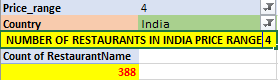 Price_range 4
Country India
NUMBER OF RESTAURANTS IN INDIA PRICE RANGE 4
Count of RestaurantName
388